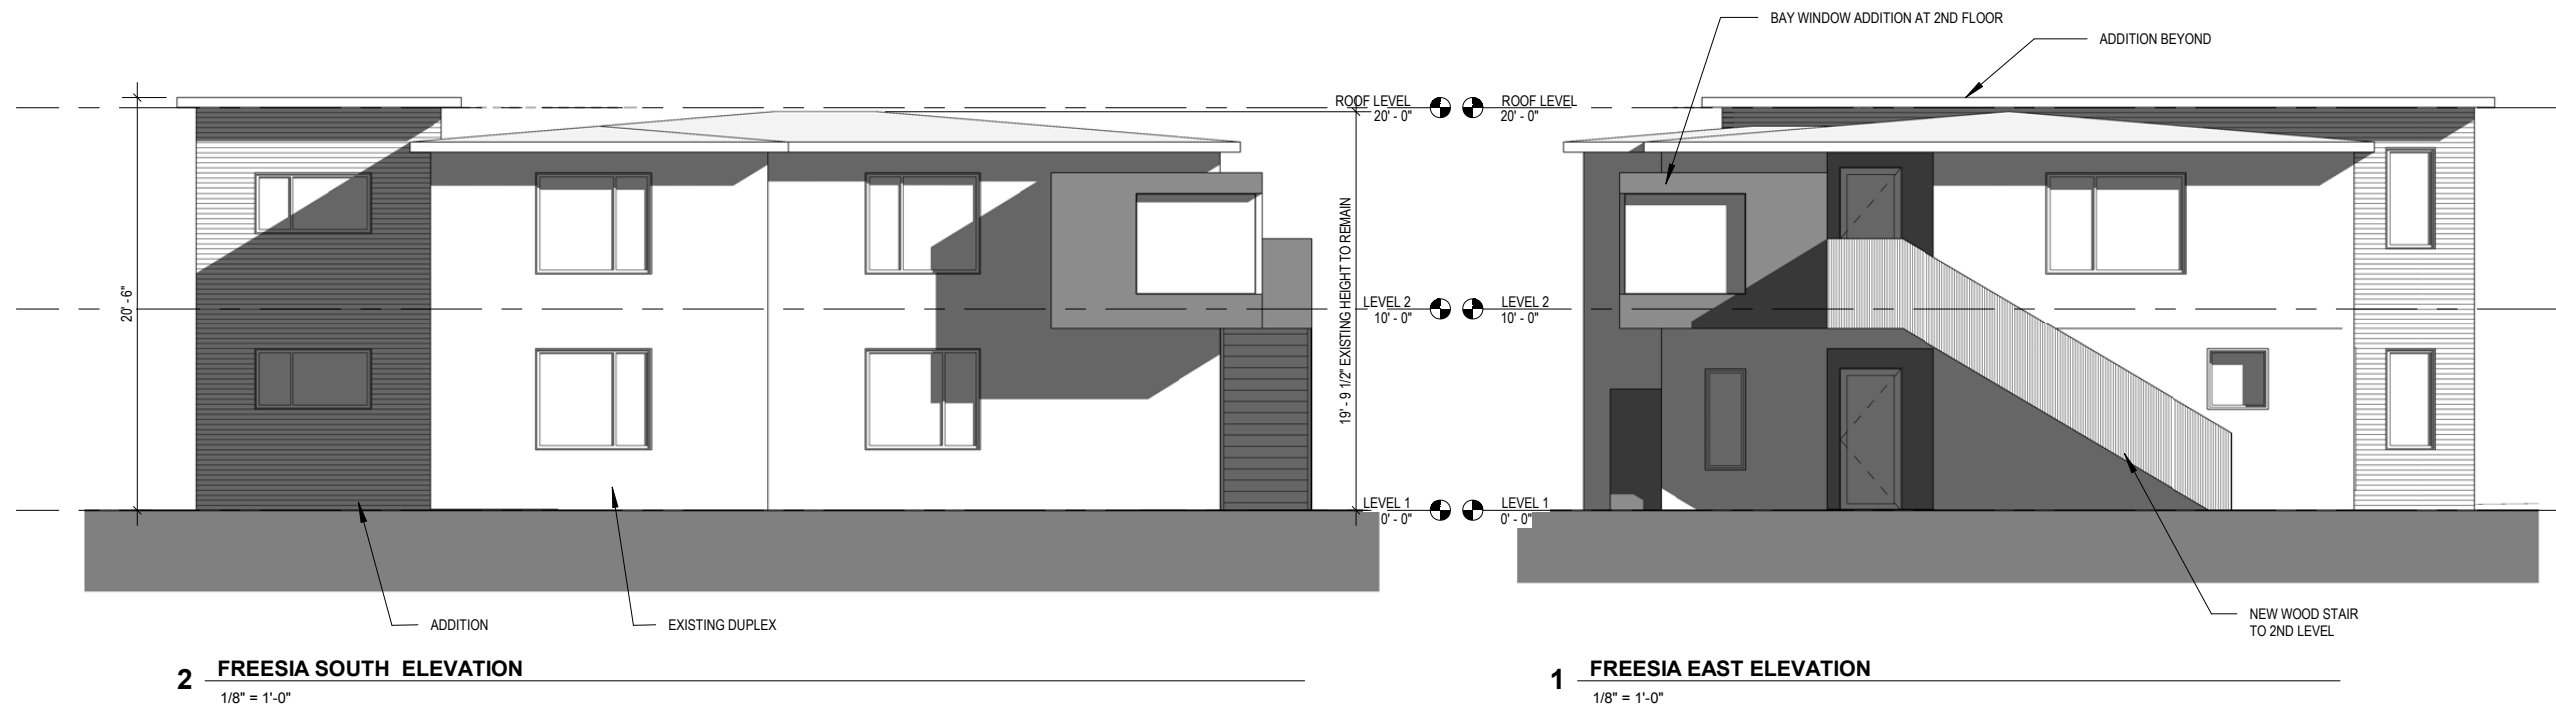 BAY WINDOW ADDITION AT 2ND FLOOR
ADDITION BEYOND
ROOF LEVEL
20' - 0"
ROOF LEVEL
20' - 0"
20' - 6"
19' - 9 1/2" EXISTING HEIGHT TO REMAIN
LEVEL 2
10' - 0"
LEVEL 2
10' - 0"
LEVEL 1
0' - 0"
LEVEL 1
0' - 0"
ADDITION
EXISTING DUPLEX
NEW WOOD STAIR
TO 2ND LEVEL
2 FREESIA SOUTH ELEVATION
1/8" = 1'-0"
1 FREESIA EAST ELEVATION
1/8" = 1'-0"